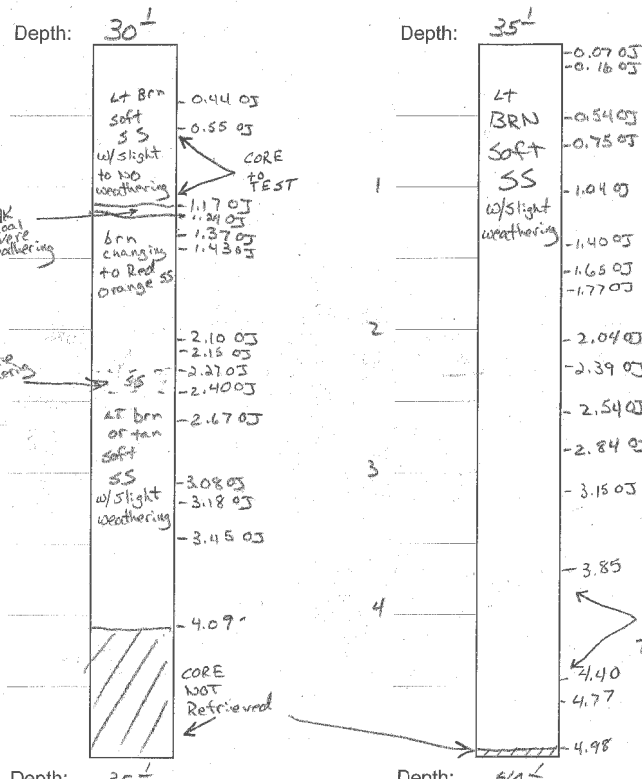 Depth: 30'
Lt Brn
soft
SS
w/slight
to NO
weathering
0.44 OJ
0.55 OJ
CORE
to
TEST
1.17 OJ
1.37 OJ
1.43 OJ
brn
changing
to Red
Orange SS
2.10 OJ
2.15 OJ
2.27 OJ
SS
2.40 OJ
2.67 OJ
LT brn
or tan
soft
SS
w/Slight
weathering
3.08 OJ
3.18 OJ
3.45 OJ
4.09
CORE
NOT
Retrieved
Depth: 35'
0.07 OJ
0.16 OJ
0.54 OJ
0.75 OJ
Lt
BRN
Soft
SS
w/Slight
weathering
1
1.04 OJ
1.40 OJ
1.65 OJ
1.77 OJ
2
2.04 OJ
2.39 OJ
2.54 OJ
2.84 OJ
3
3.15 OJ
3.85
4
4.40
4.77
4.98
Depth:
Depth: